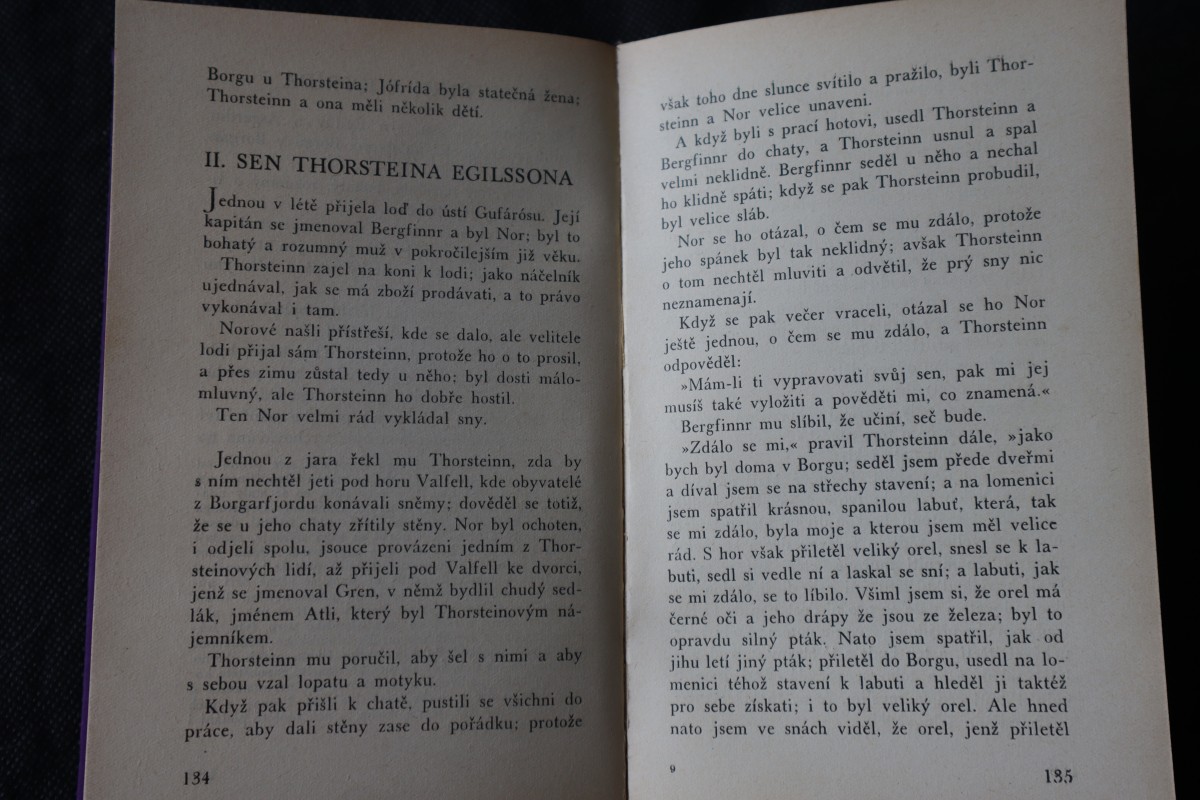 Borgu u Thorsteina; Jófrída byla statečná žena;
Thorsteinn a ona měli několik dětí.
II. SEN THORSTEINA EGILSSONA
Jednou v létě přijela loď do ústí Gufárósu. Její
kapitán se jmenoval Bergfinnr a byl Nor; byl to
bohatý a rozumný muž v pokročilejším již věku.
Thorsteinn zajel na koni k lodi; jako náčelník
ujednával, jak se má zboží prodávati, a to právo
vykonával i tam.
Norové našli přístřeší, kde se dalo, ale velitele
lodi přijal sám Thorsteinn, protože ho o to prosil,
a přes zimu zůstal tedy u něho; byl dosti málo-
mluvný, ale Thorsteinn ho dobře hostil.
Ten Nor velmi rád vykládal sny.
Jednou z jara řekl mu Thorsteinn, zda by
s ním nechtěl jeti pod horu Valfell, kde obyvatelé
z Borgarfjordu konávali sněmy; dověděl se totiž,
že se u jeho chaty zřítily stěny. Nor byl ochoten,
i odjeli spolu, jsouce provázeni jedním z Thor-
steinových lidí, až přijeli pod Valfell ke dvorci,
jenž se jmenoval Gren, v němž bydlil chudý sed-
lák, jménem Atli, který byl Thorsteinovým ná-
jemníkem.
Thorsteinn mu poručil, aby šel s nimi a aby
s sebou vzal lopatu a motyku.
Když pak přišli k chatě, pustili se všichni do
práce, aby dali stěny zase do pořádku; protože
134
však toho dne slunce svítilo a pražilo, byli Thor-
steinn a Nor velice unaveni.
A když byli s prací hotovi, usedl Thorsteinn a
Bergfinnr do chaty, a Thorsteinn usnul a spal
velmi neklidně. Bergfinnr seděl u něho a nechal
ho klidně spáti; když se pak Thorsteinn probudil,
byl velice sláb.
Nor se ho otázal, o čem se mu zdálo, protože
jeho spánek byl tak neklidný; avšak Thorsteinn
o tom nechtěl mluviti a odvětil, že prý sny nic
neznamenají.
Když se pak večer vraceli, otázal se ho Nor
ještě jednou, o čem se mu zdálo, a Thorsteinn
odpověděl:
»Mám-li ti vypravovati svůj sen, pak mi jej
musíš také vyložiti a pověděti mi, co znamená.«
Bergfinnr mu slíbil, že učiní, seč bude.
»Zdálo se mi,« pravil Thorsteinn dále, »jako
bych byl doma v Borgu; seděl jsem přede dveřmi
a díval jsem se na střechy stavení; a na lomenici
jsem spatřil krásnou, spanilou labuť, která, tak
se mi zdálo, byla moje a kterou jsem měl velice
rád. S hor však přiletěl veliký orel, snesl se k la-
buti, sedl si vedle ní a laskal se sní; a labuti, jak
se mi zdálo, se to líbilo. Všiml jsem si, že orel má
černé oči a jeho drápy že jsou ze železa; byl to
opravdu silný pták. Nato jsem spatřil, jak od
jihu letí jiný pták; přiletěl do Borgu, usedl na lo-
menici téhož stavení k labuti a hleděl ji taktéž
pro sebe získati; i to byl veliký orel. Ale hned
nato jsem ve snách viděl, že orel, jenž přiletěl
9
135